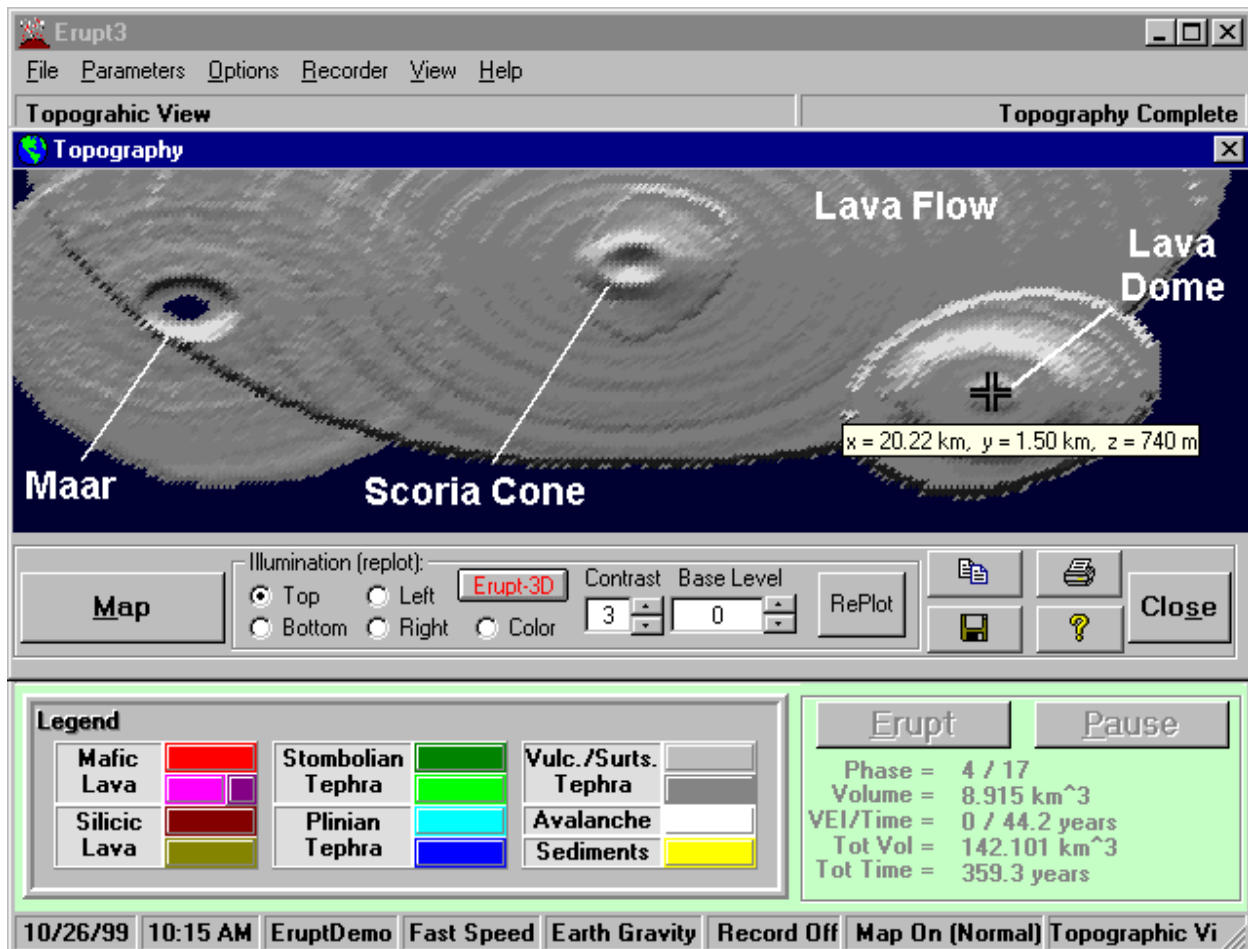 Erupt3
File Parameters Options Recorder View Help
Topograhic View Topography Complete
Topography
Lava Flow
Lava
Dome
x = 20.22 km, y = 1.50 km, z = 740 m
Maar
Scoria Cone
Map
Illumination (replot):
Top Left Erupt-3D Contrast Base Level
Bottom Right Color 3 0
RePlot
Close
Legend
Mafic
Lava
Silicic
Lava
Stombolian
Tephra
Plinian
Tephra
Vulc./Surts.
Tephra
Avalanche
Sediments
Erupt Pause
Phase = 4 / 17
Volume = 8.915 km^3
VEI/Time = 0 / 44.2 years
Tot Vol = 142.101 km^3
Tot Time = 359.3 years
10/26/99 10:15 AM EruptDemo Fast Speed Earth Gravity Record Off Map On (Normal) Topographic Vi